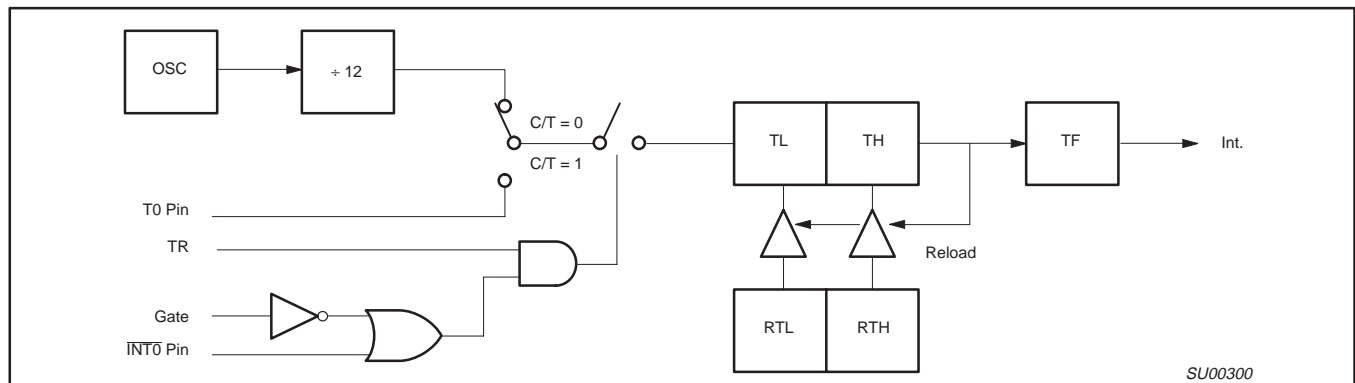 OSC
÷ 12
C/T = 0
C/T = 1
TL
TH
TF
Int.
T0 Pin
TR
Reload
Gate
INT0 Pin
RTL
RTH
SU00300